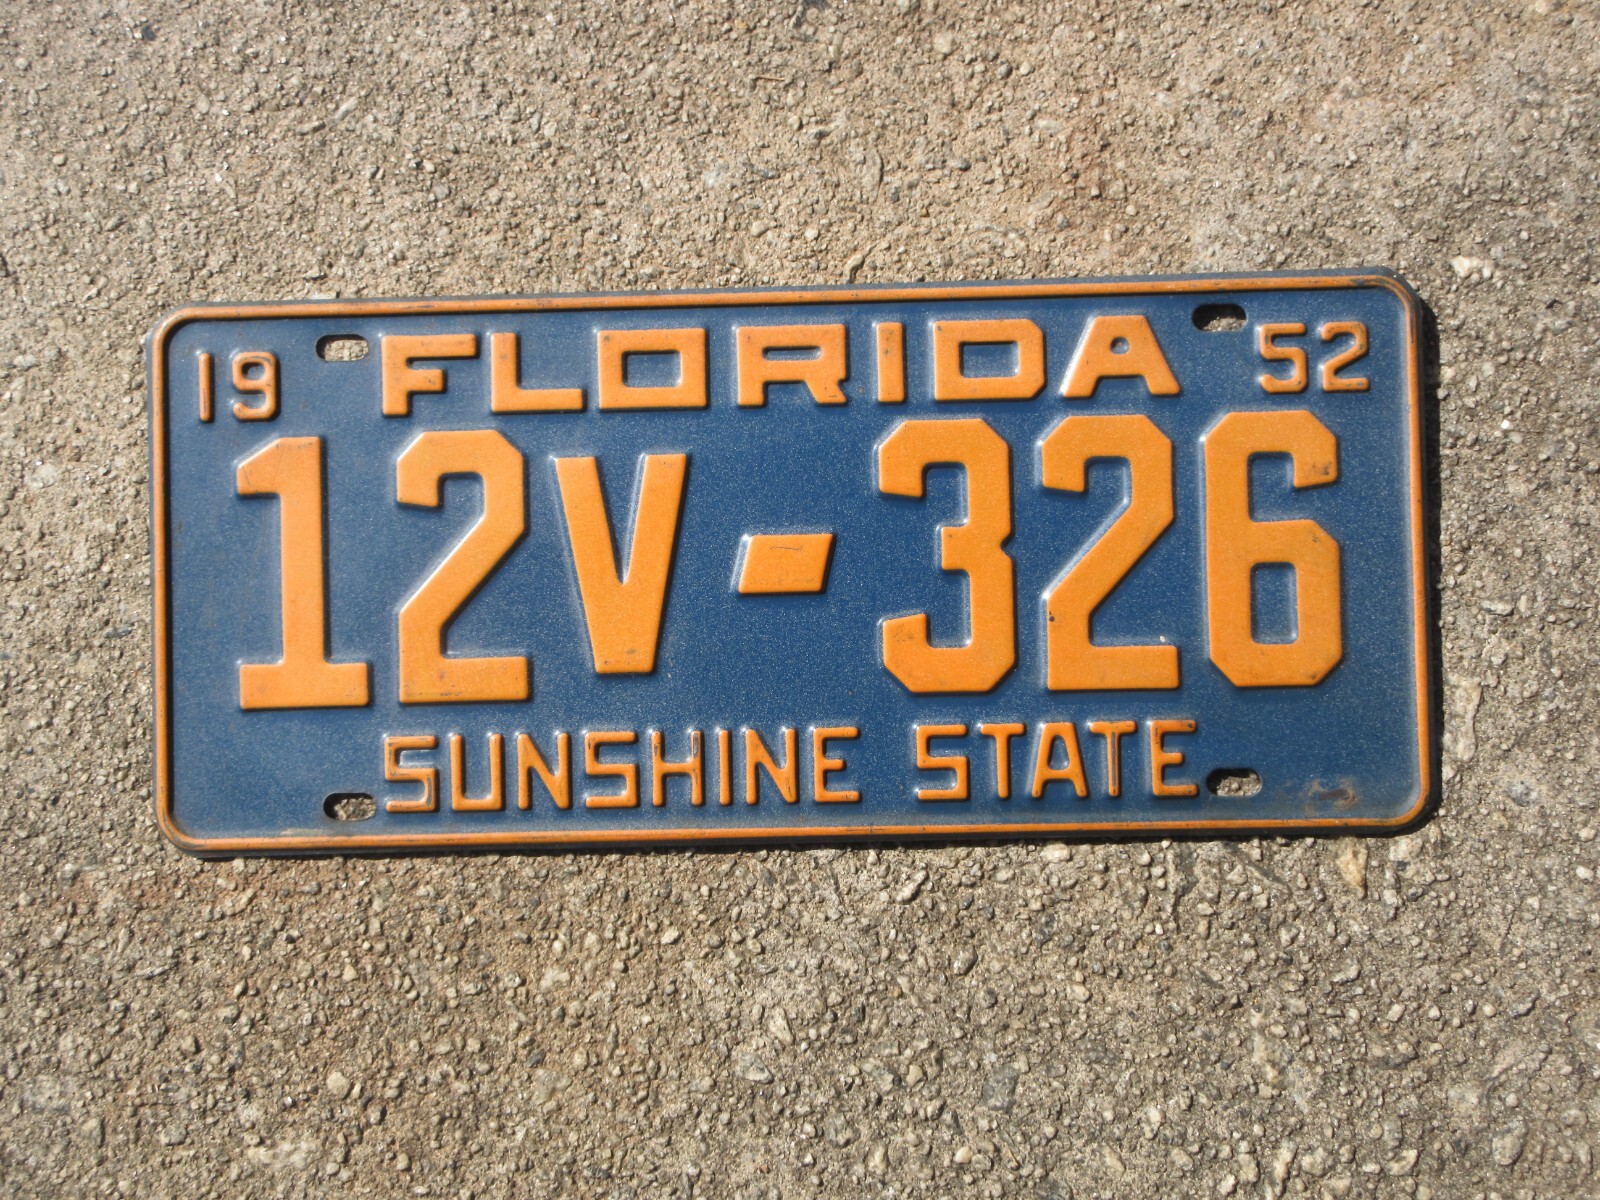 19 FLORIDA 52
12V-326
SUNSHINE STATE